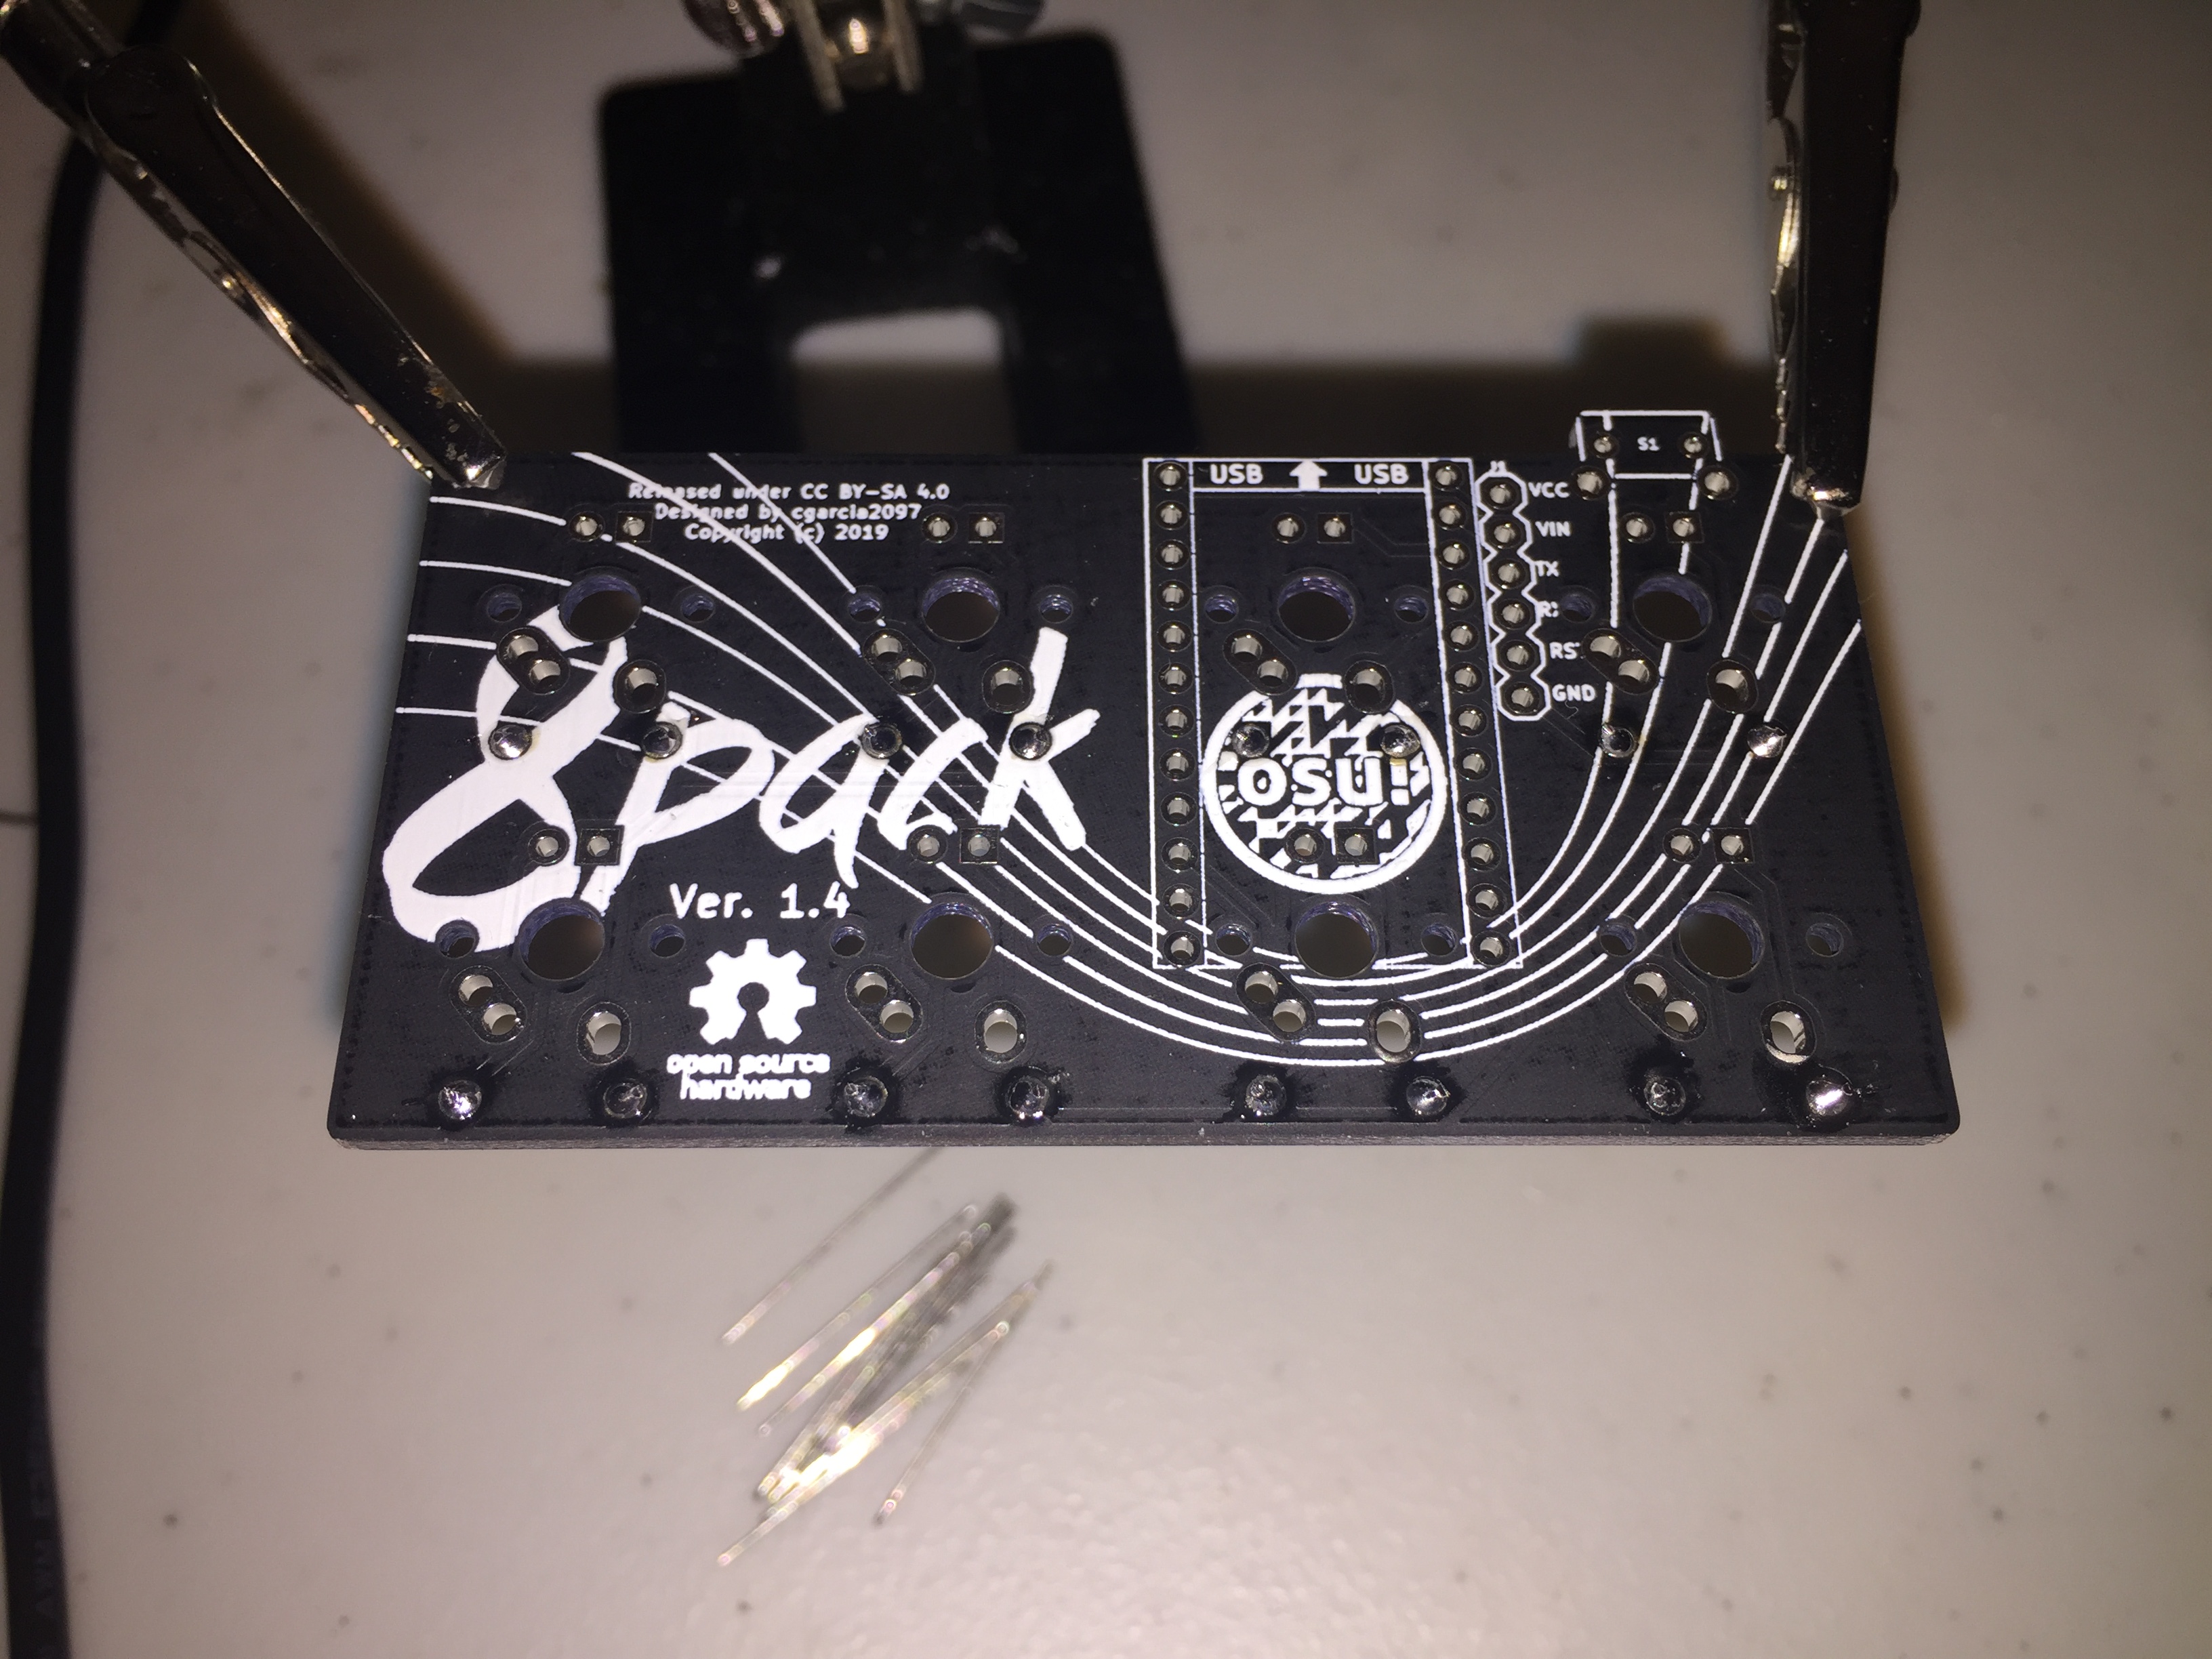 Released under CC BY-SA 4.0
Designed by cgarcia2097
Copyright (c) 2019
USB USB
S1
VCC
VIN
TX
RST
GND
8pack
osu!
Ver. 1.4
open source
hardware